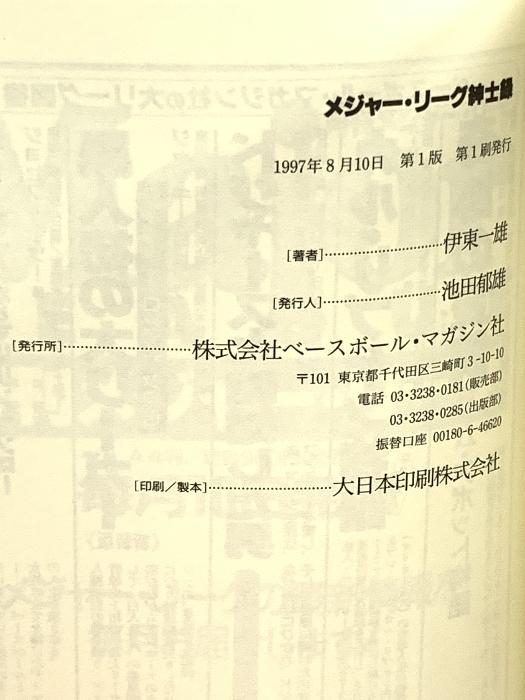 メジャー・リーグ紳士録
1997年8月10日 第1版 第1刷発行
[著者]……………………伊東一雄
[発行人]……………………池田郁雄
[発行所]……………………株式会社ベースボール・マガジン社
〒101 東京都千代田区三崎町3-10-10
電話 03・3238・0181(販売部)
03・3238・0285(出版部)
振替口座 00180-6-46620
[印刷／製本]……………………大日本印刷株式会社